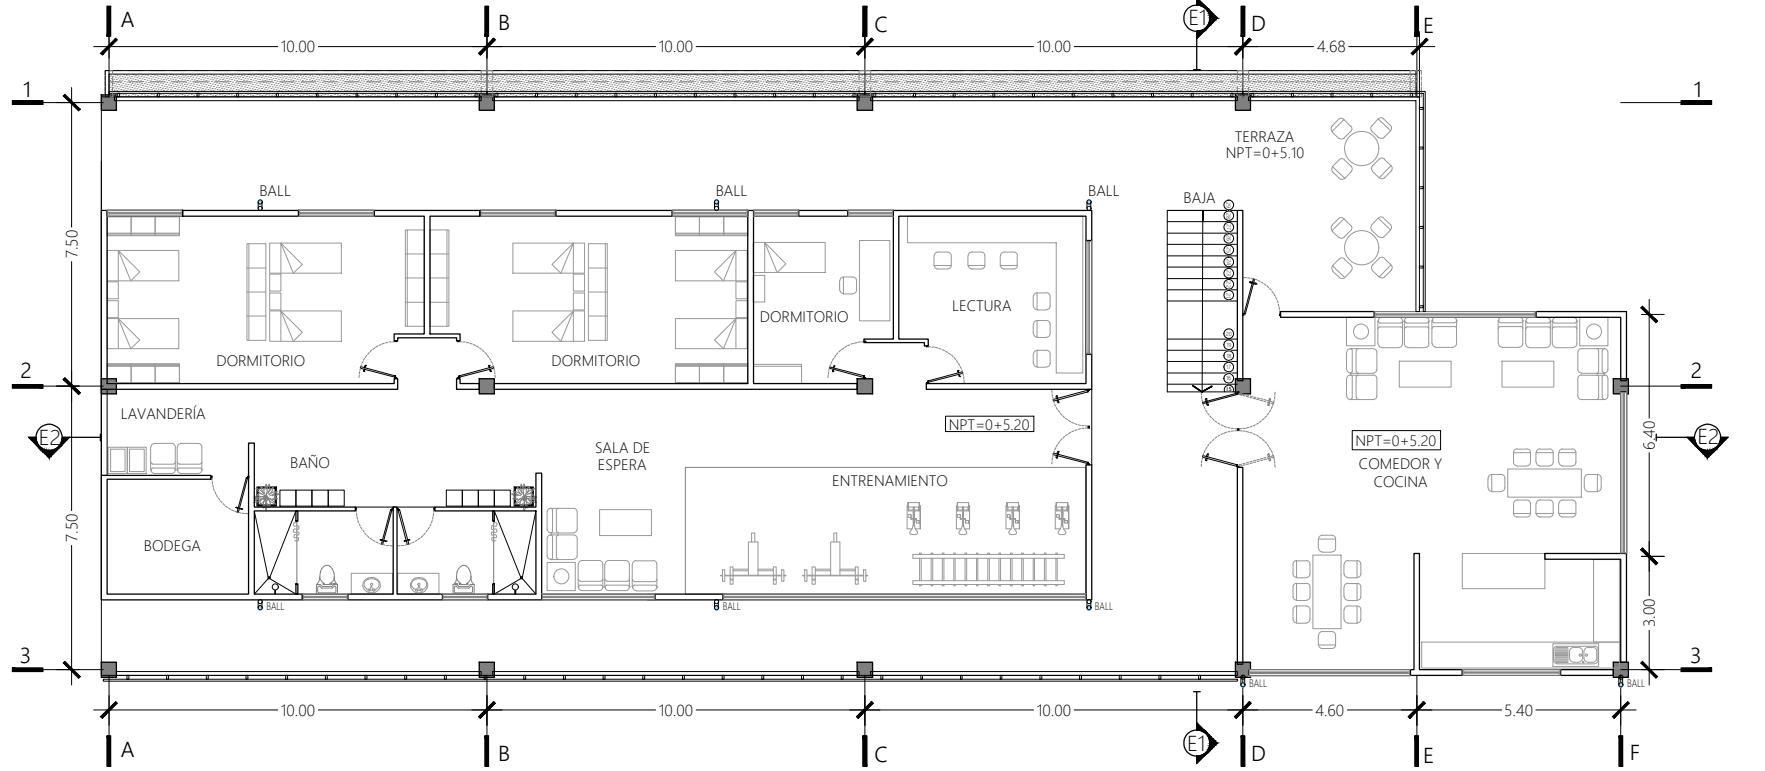 A
B
C
E1
D
E
10.00
10.00
10.00
4.68
1
1
TERRAZA
NPT=0+5.10
BALL
BALL
BALL
BAJA
7.50
LECTURA
DORMITORIO
DORMITORIO
DORMITORIO
2
2
LAVANDERÍA
NPT=0+5.20
E2
BAÑO
SALA DE
ESPERA
ENTRENAMIENTO
NPT=0+5.20
COMEDOR Y
COCINA
6.40
E2
7.50
BODEGA
BALL
BALL
BALL
3.00
3
3
BALL
BALL
10.00
10.00
10.00
4.60
5.40
A
B
C
E1
D
E
F